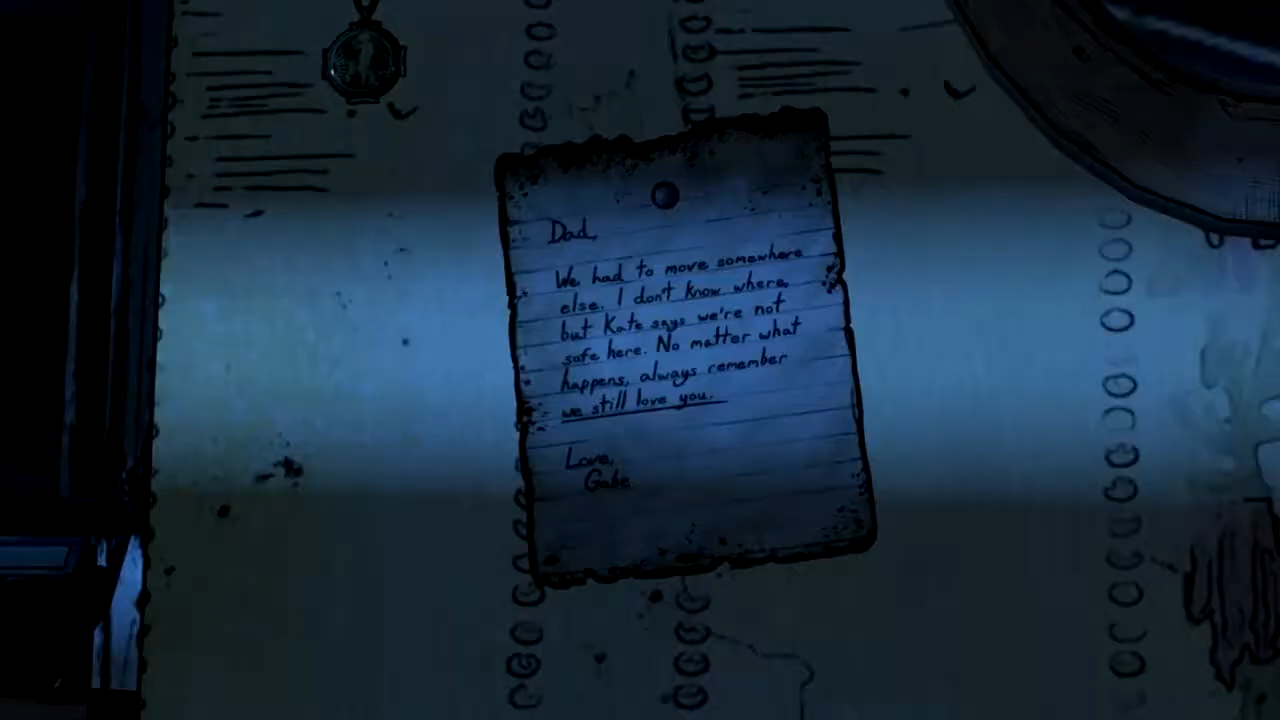 Dad,
We had to move somewhere
else. I don't know where
but Kate says we're not
safe here. No matter what
happens, always remember
we still love you.
Love,
Gabe